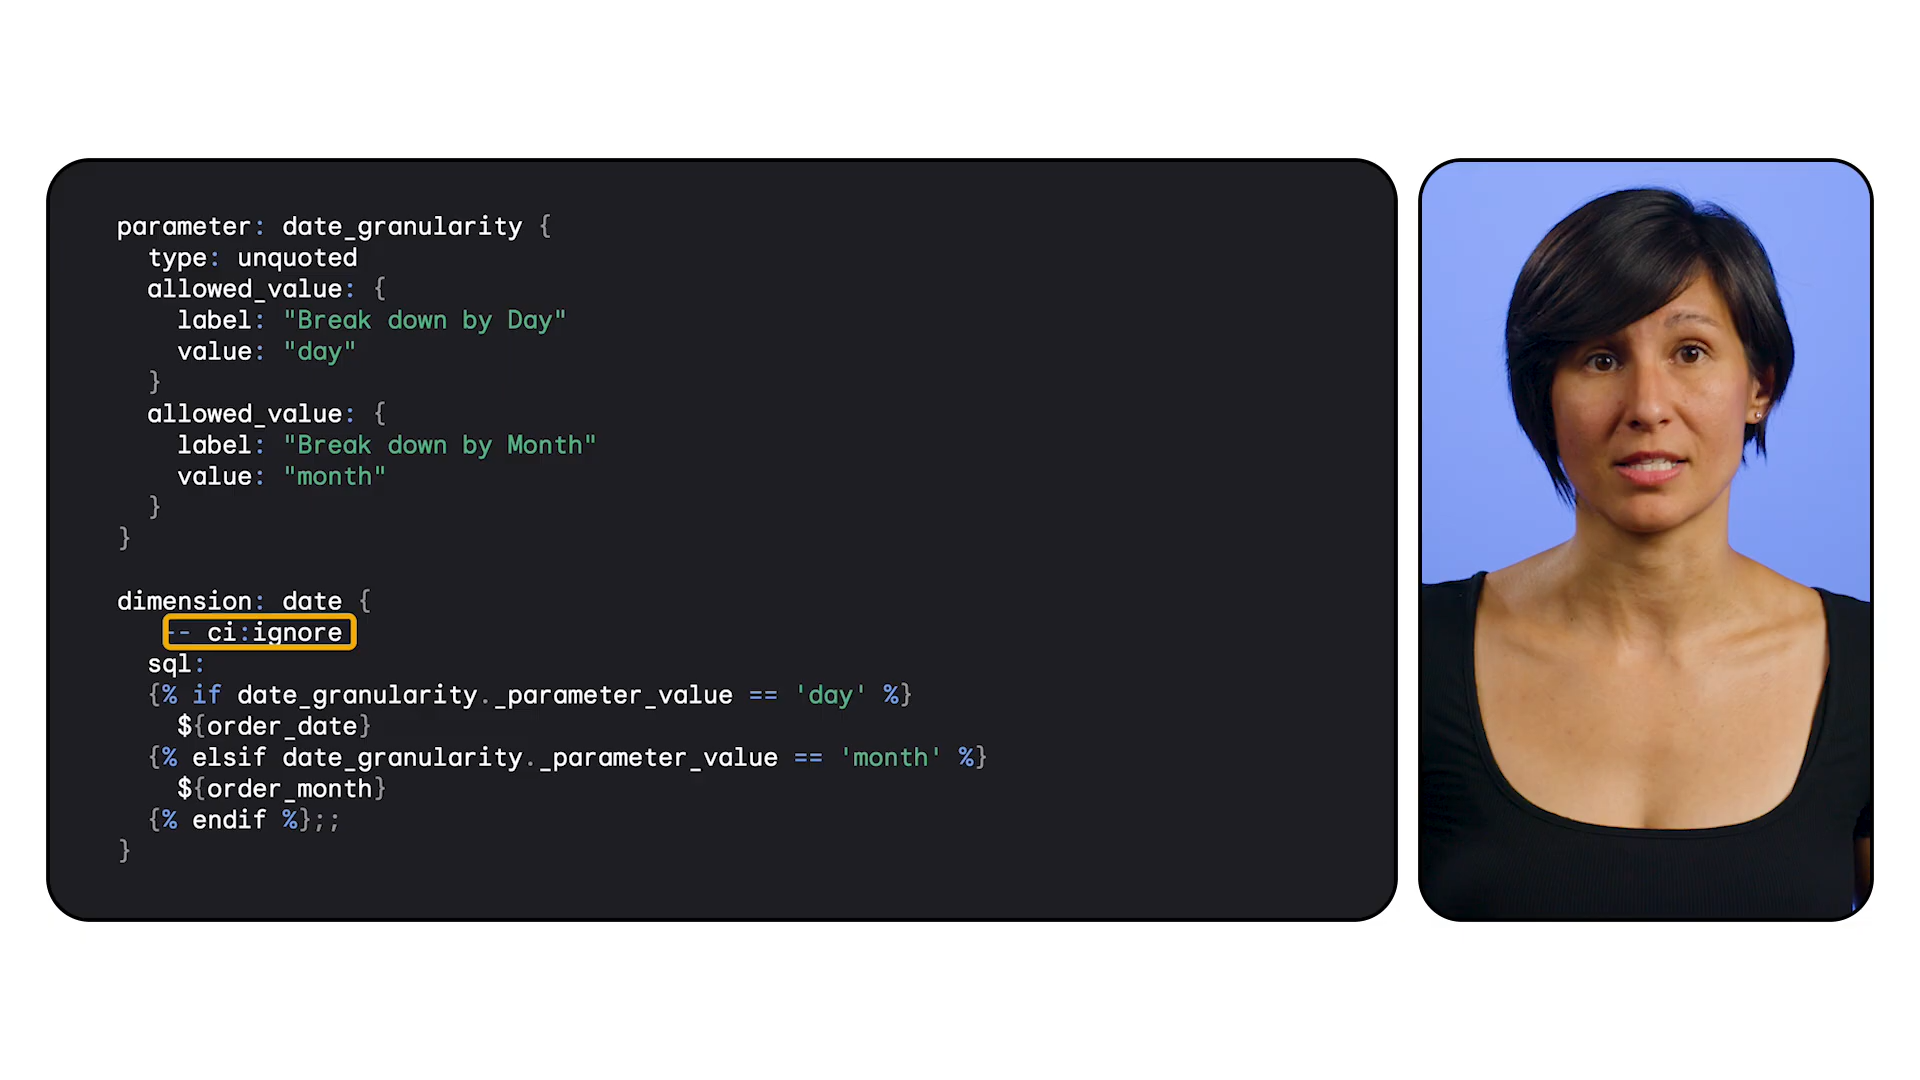 parameter: date_granularity {
type: unquoted
allowed_value: {
label: "Break down by Day"
value: "day"
}
allowed_value: {
label: "Break down by Month"
value: "month"
}
}
dimension: date {
-- ci:ignore
sql:
{% if date_granularity._parameter_value == 'day' %}
${order_date}
{% elsif date_granularity._parameter_value == 'month' %}
${order_month}
{% endif %};;
}